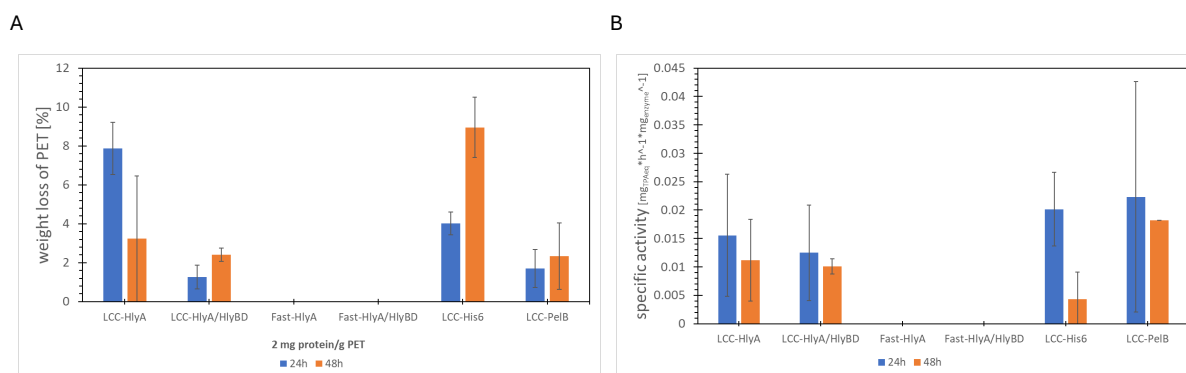 A
weight loss of PET [%]
12
10
8
6
4
2
0
LCC-HlyA LCC-HlyA/HlyBD Fast-HlyA Fast-HlyA/HlyBD LCC-His6 LCC-PelB
2 mg protein/g PET
24h 48h
B
specific activity [mg_TPAeq*h^-1*mg_enzyme^-1]
0.045
0.04
0.035
0.03
0.025
0.02
0.015
0.01
0.005
0
LCC-HlyA LCC-HlyA/HlyBD Fast-HlyA Fast-HlyA/HlyBD LCC-His6 LCC-PelB
24h 48h